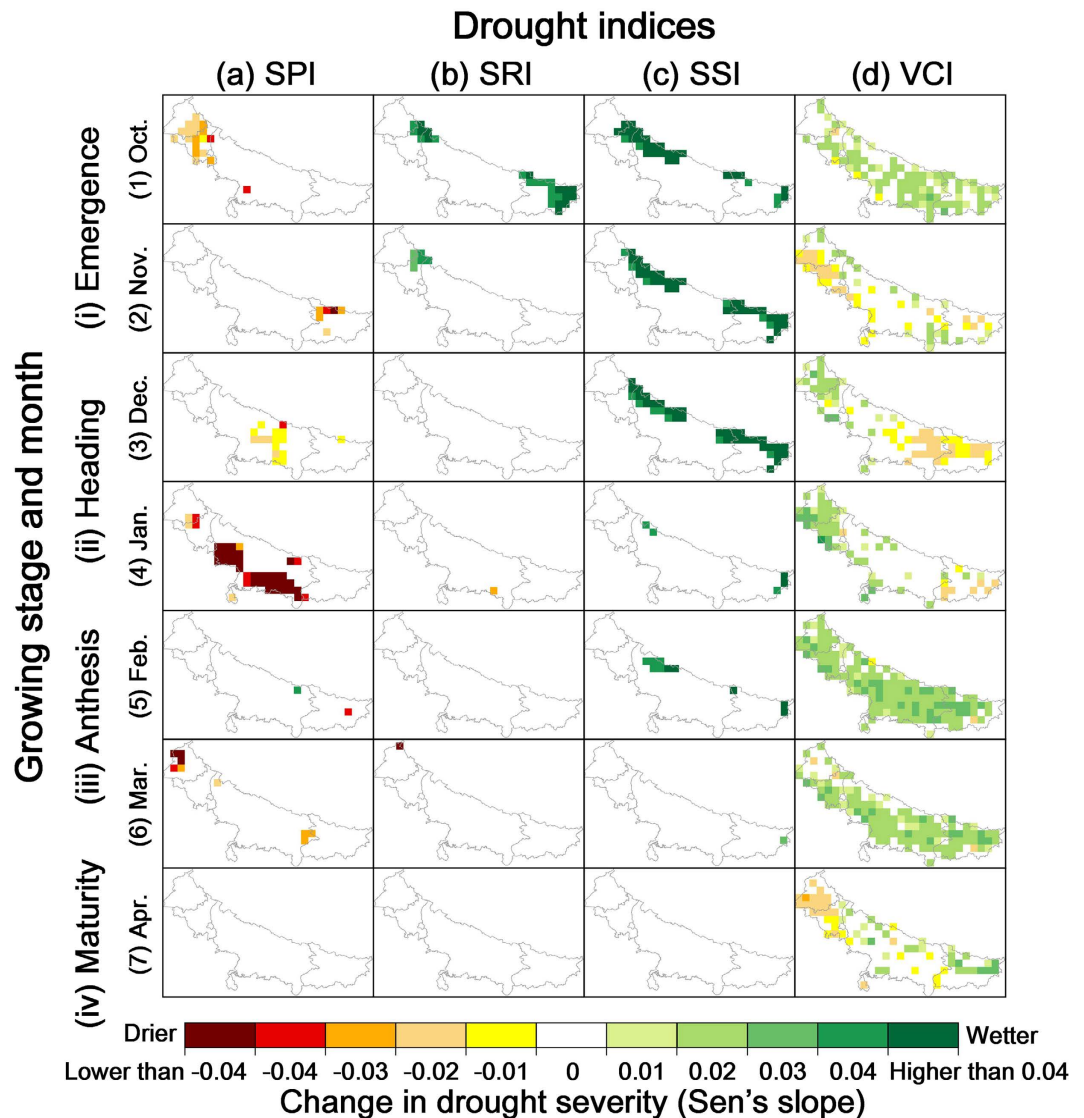 Drought indices
(a) SPI (b) SRI (c) SSI (d) VCI
Growing stage and month
(i) Emergence
(1) Oct.
(2) Nov.
(ii) Heading
(3) Dec.
(4) Jan.
(iii) Anthesis
(5) Feb.
(6) Mar.
(iv) Maturity
(7) Apr.
Drier Wetter
Lower than -0.04 -0.04 -0.03 -0.02 -0.01 0 0.01 0.02 0.03 0.04 Higher than 0.04
Change in drought severity (Sen's slope)